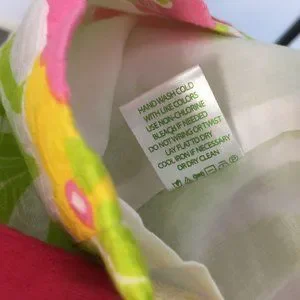 HAND WASH COLD
WITH LIKE COLORS
USE NON-CHLORINE
BLEACH IF NEEDED
DO NOT WRING OR TWIST
LAY FLAT TO DRY
COOL IRON IF NECESSARY
OR DRY CLEAN